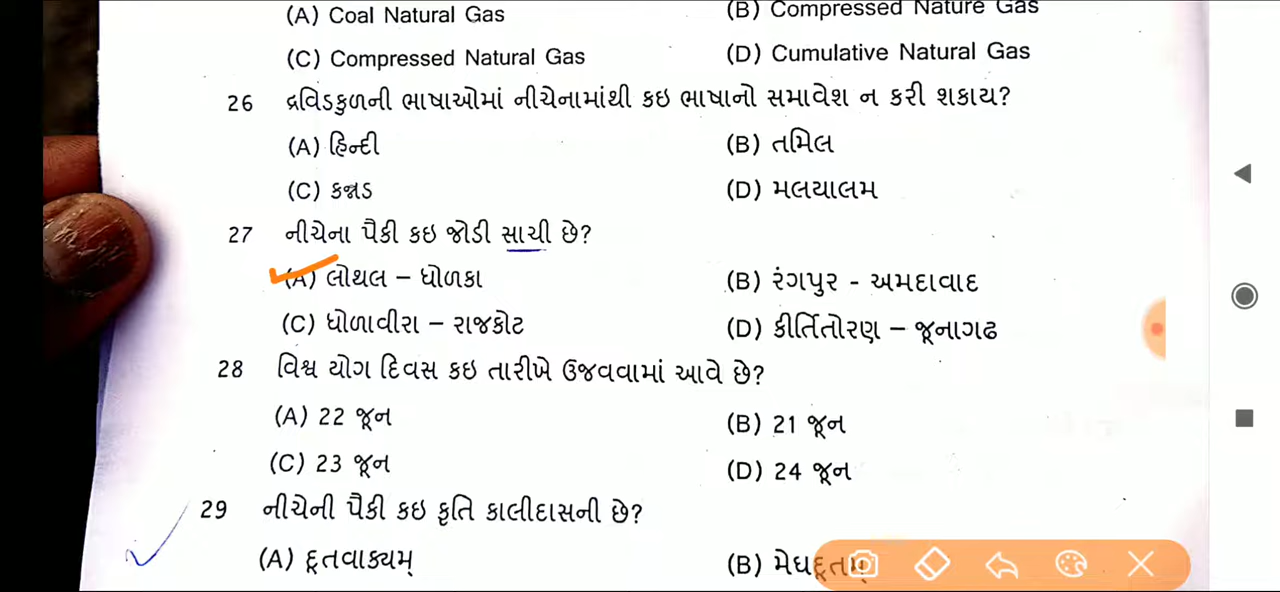 (A) Coal Natural Gas (B) Compressed Nature Gas
(C) Compressed Natural Gas (D) Cumulative Natural Gas
26 દ્રવિડકુળની ભાષાઓમાં નીચેનામાંથી કઇ ભાષાનો સમાવેશ ન કરી શકાય?
(A) હિન્દી (B) તમિલ
(C) કન્નડ (D) મલયાલમ
27 નીચેના પૈકી કઇ જોડી સાચી છે?
(A) લોથલ – ધોળકા (B) રંગપુર - અમદાવાદ
(C) ધોળાવીરા – રાજકોટ (D) કીર્તિતોરણ – જૂનાગઢ
28 વિશ્વ યોગ દિવસ કઇ તારીખે ઉજવવામાં આવે છે?
(A) 22 જૂન (B) 21 જૂન
(C) 23 જૂન (D) 24 જૂન
29 નીચેની પૈકી કઇ કૃતિ કાલીદાસની છે?
(A) દૂતવાક્યમ્ (B) મેઘદૂતમ્